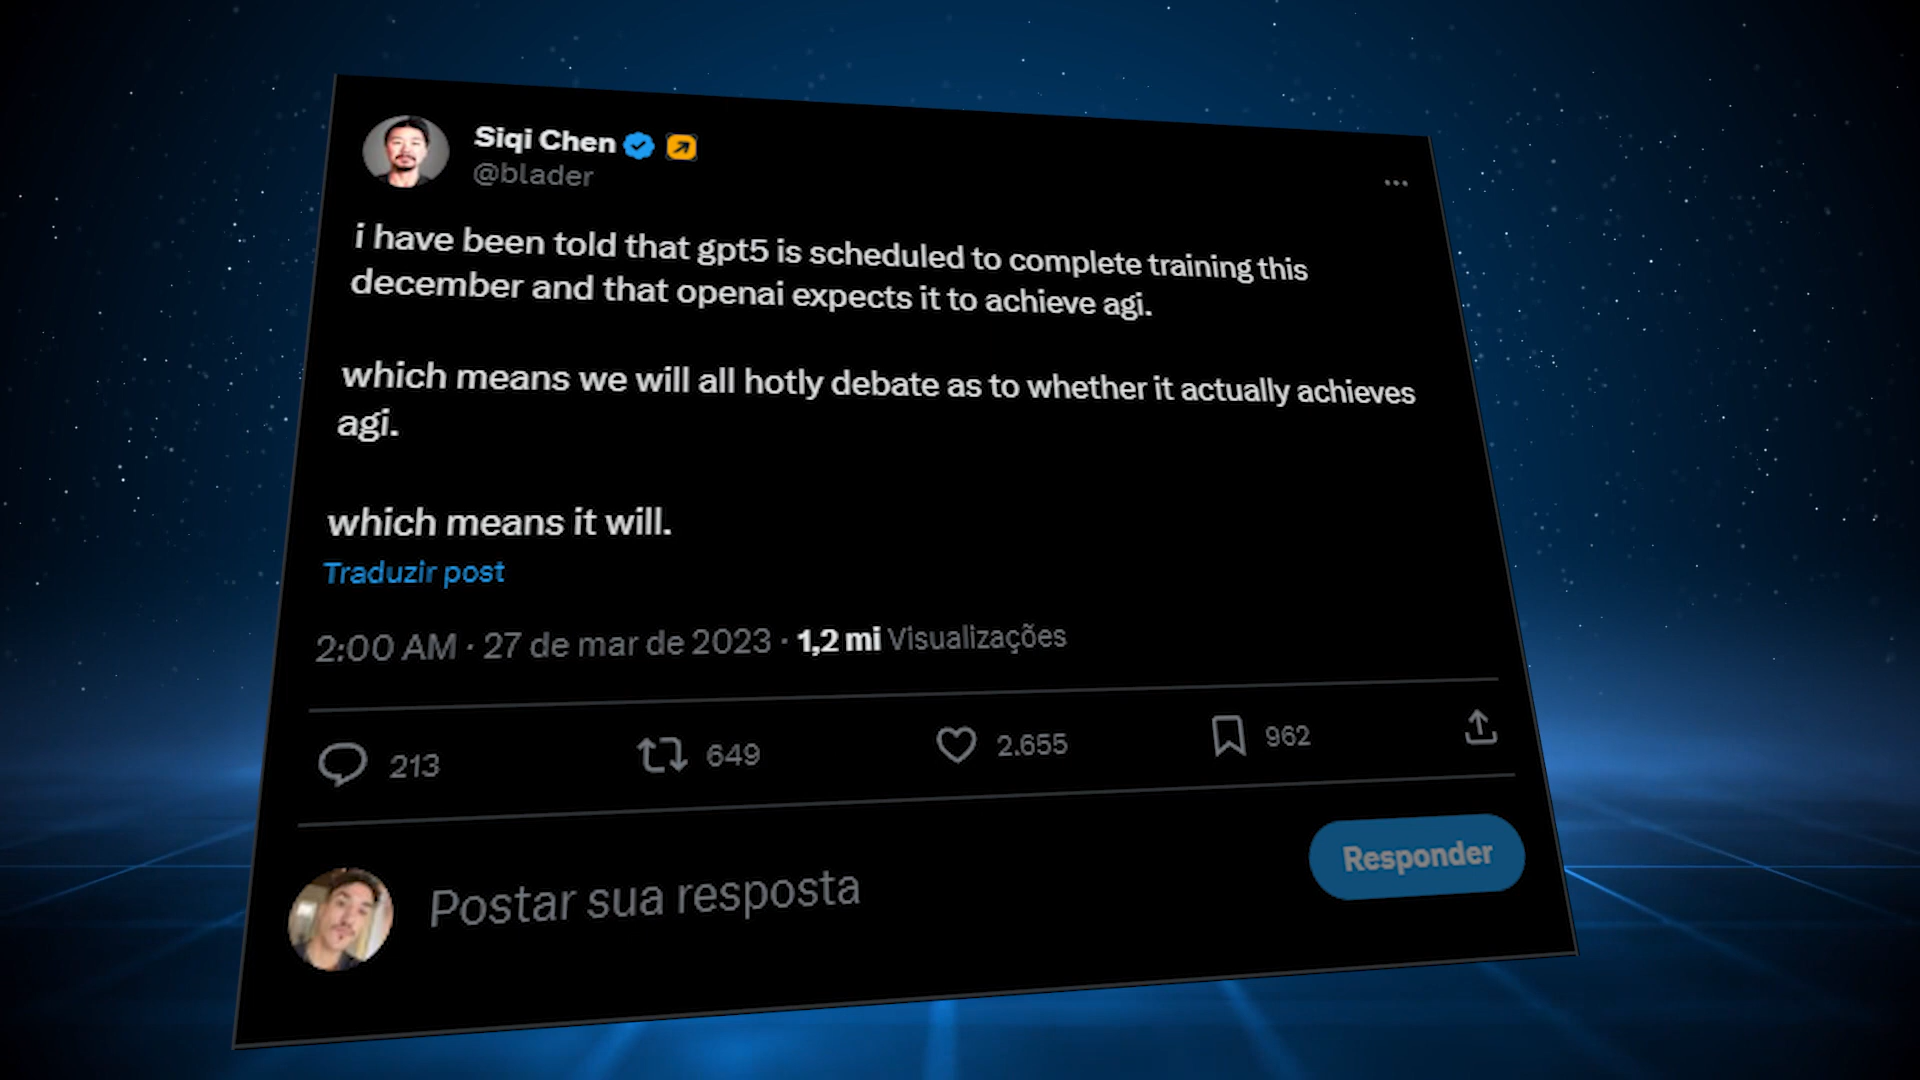 Siqi Chen
@blader
i have been told that gpt5 is scheduled to complete training this
december and that openai expects it to achieve agi.
which means we will all hotly debate as to whether it actually achieves
agi.
which means it will.
Traduzir post
2:00 AM · 27 de mar de 2023 · 1,2 mi Visualizações
213 649 2.655 962
Postar sua resposta
Responder